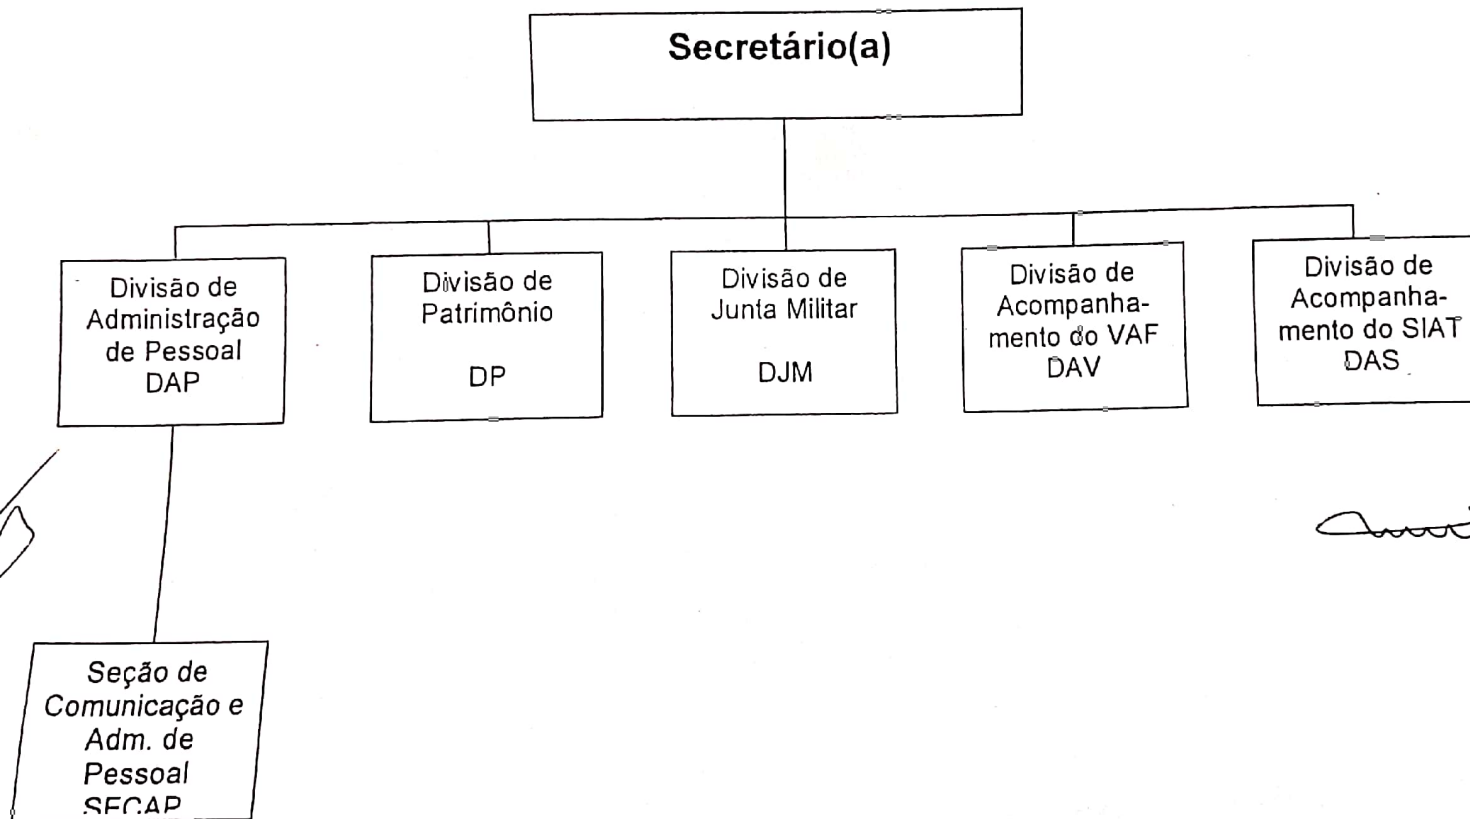 Secretário(a)
Divisão de
Administração
de Pessoal
DAP
Divisão de
Patrimônio
DP
Divisão de
Junta Militar
DJM
Divisão de
Acompanha-
mento do VAF
DAV
Divisão de
Acompanha-
mento do SIAT
DAS
Seção de
Comunicação e
Adm. de
Pessoal
SECAP